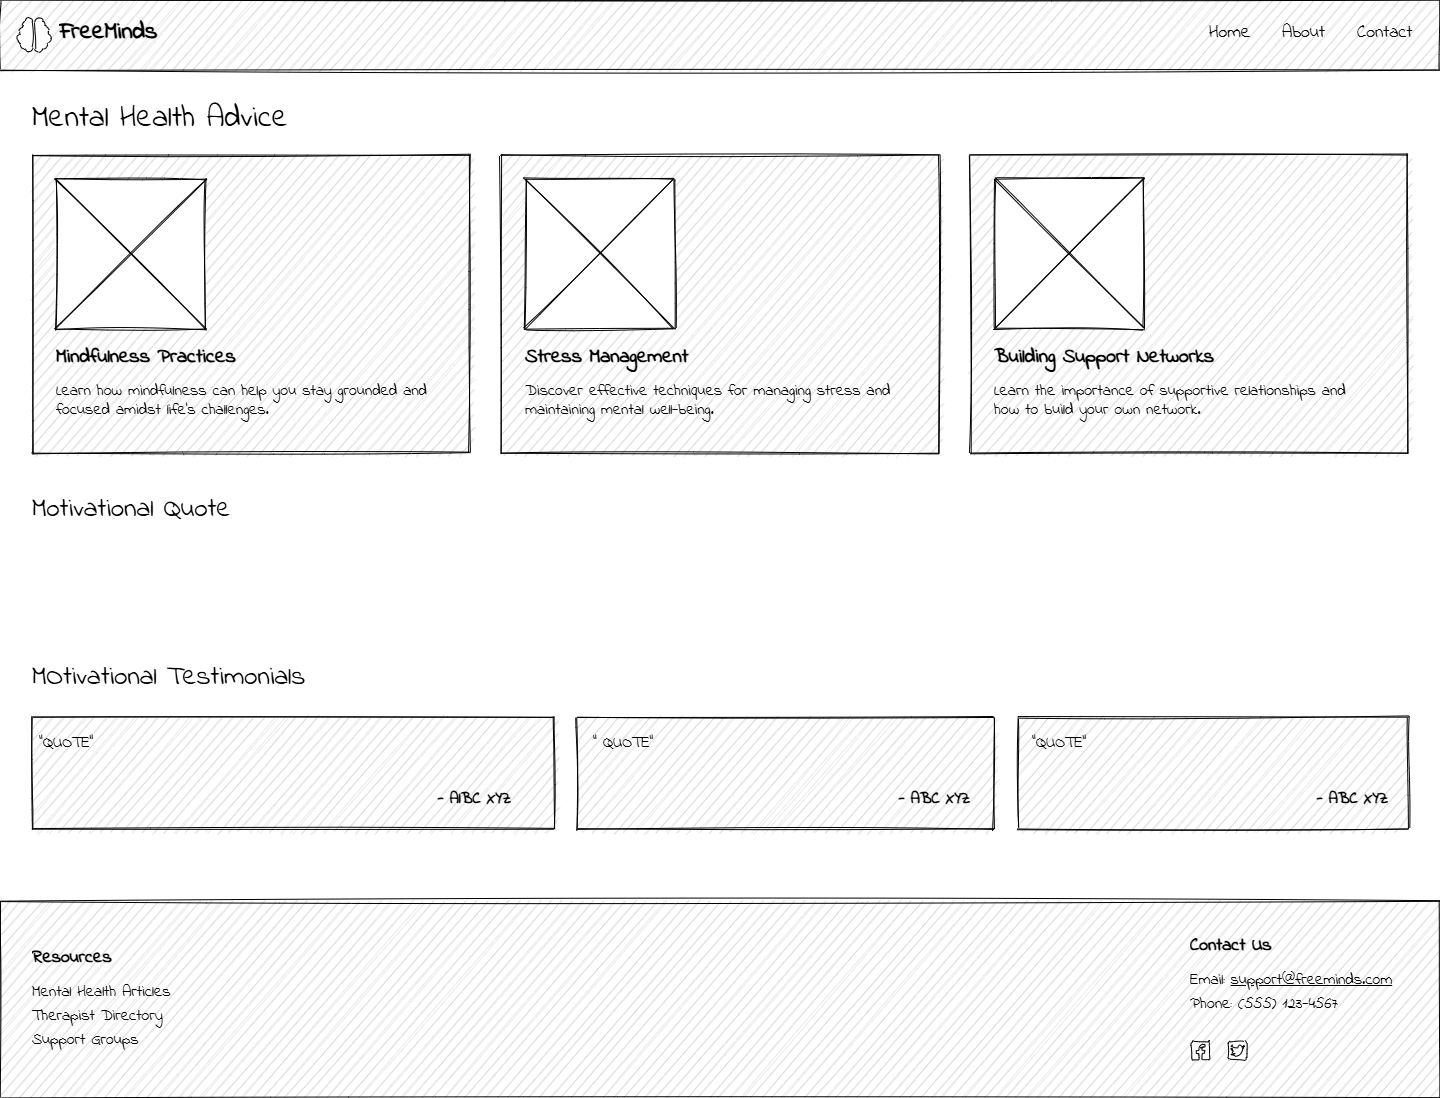 FreeMinds
Home About Contact
Mental Health Advice
Mindfulness Practices
Learn how mindfulness can help you stay grounded and
focused amidst life's challenges.
Stress Management
Discover effective techniques for managing stress and
maintaining mental well-being.
Building Support Networks
Learn the importance of supportive relationships and
how to build your own network.
Motivational Quote
Motivational Testimonials
"QUOTE"
- ABC XYZ
" QUOTE"
- ABC XYZ
"QUOTE"
- ABC XYZ
Resources
Mental Health Articles
Therapist Directory
Support Groups
Contact Us
Email: support@freeminds.com
Phone: (555) 123-4567